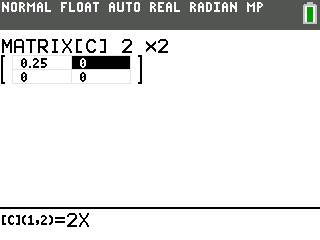 NORMAL FLOAT AUTO REAL RADIAN MP
MATRIX[C] 2 ×2
[ 0.25 0 ]
[ 0 0 ]
[C](1,2)=2X